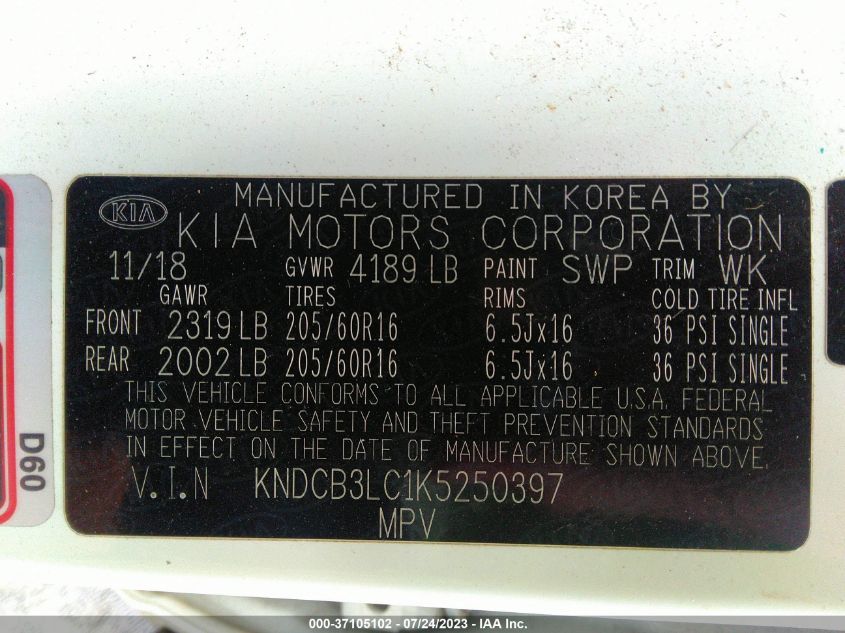 MANUFACTURED IN KOREA BY
KIA KIA MOTORS CORPORATION
11/18 GVWR 4189 LB PAINT SWP TRIM WK
GAWR TIRES RIMS COLD TIRE INFL
FRONT 2319 LB 205/60R16 6.5Jx16 36 PSI SINGLE
REAR 2002 LB 205/60R16 6.5Jx16 36 PSI SINGLE
THIS VEHICLE CONFORMS TO ALL APPLICABLE U.S.A. FEDERAL
MOTOR VEHICLE SAFETY AND THEFT PREVENTION STANDARDS
IN EFFECT ON THE DATE OF MANUFACTURE SHOWN ABOVE.
V.I.N KNDCB3LC1K5250397
MPV
D60
000-37105102 - 07/24/2023 - IAA Inc.